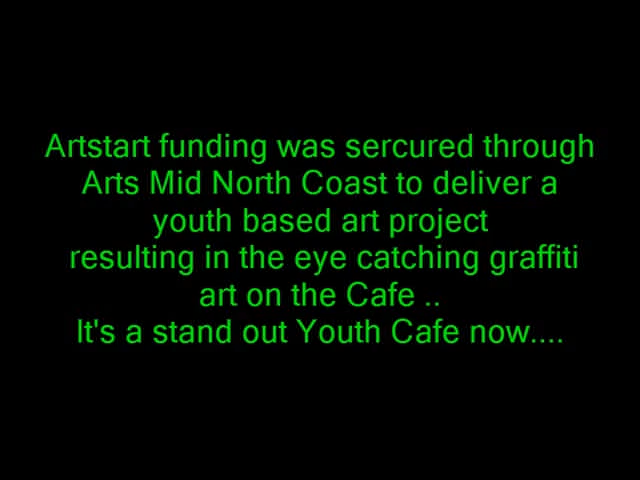 Artstart funding was sercured through
Arts Mid North Coast to deliver a
youth based art project
resulting in the eye catching graffiti
art on the Cafe ..
It's a stand out Youth Cafe now....